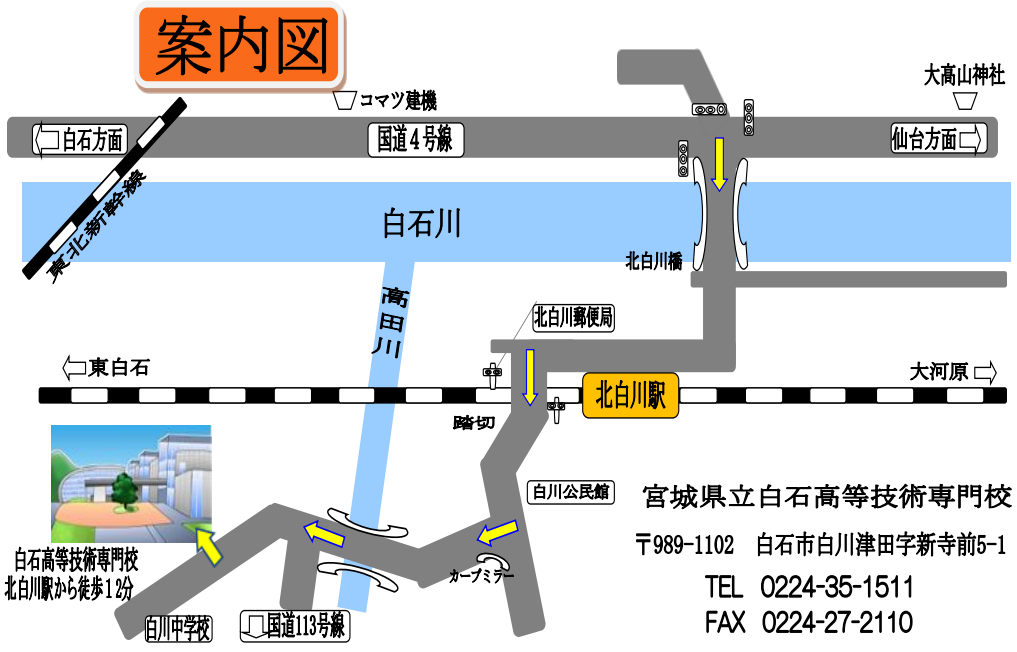 案内図
コマツ建機
大高山神社
白石方面
国道4号線
仙台方面
東北新幹線
白石川
北白川橋
高田川
北白川郵便局
東白石
大河原
北白川駅
踏切
白川公民館
宮城県立白石高等技術専門校
〒989-1102 白石市白川津田字新寺前5-1
カーブミラー
白石高等技術専門校
北白川駅から徒歩12分
TEL 0224-35-1511
FAX 0224-27-2110
白川中学校
国道113号線